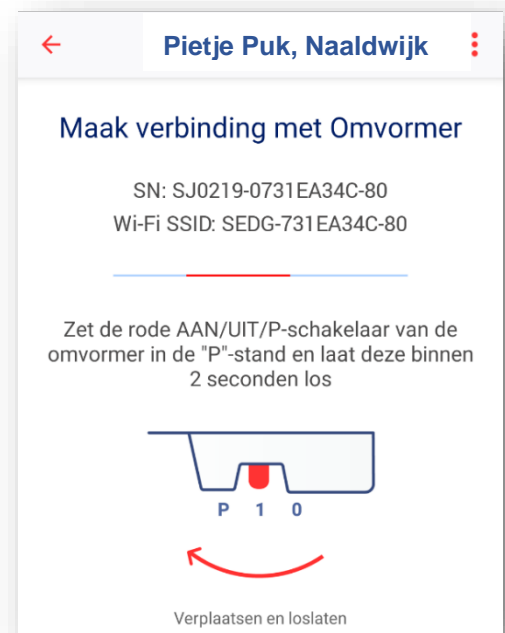 Pietje Puk, Naaldwijk
Maak verbinding met Omvormer
SN: SJ0219-0731EA34C-80
Wi-Fi SSID: SEDG-731EA34C-80
Zet de rode AAN/UIT/P-schakelaar van de
omvormer in de "P"-stand en laat deze binnen
2 seconden los
P 1 0
Verplaatsen en loslaten